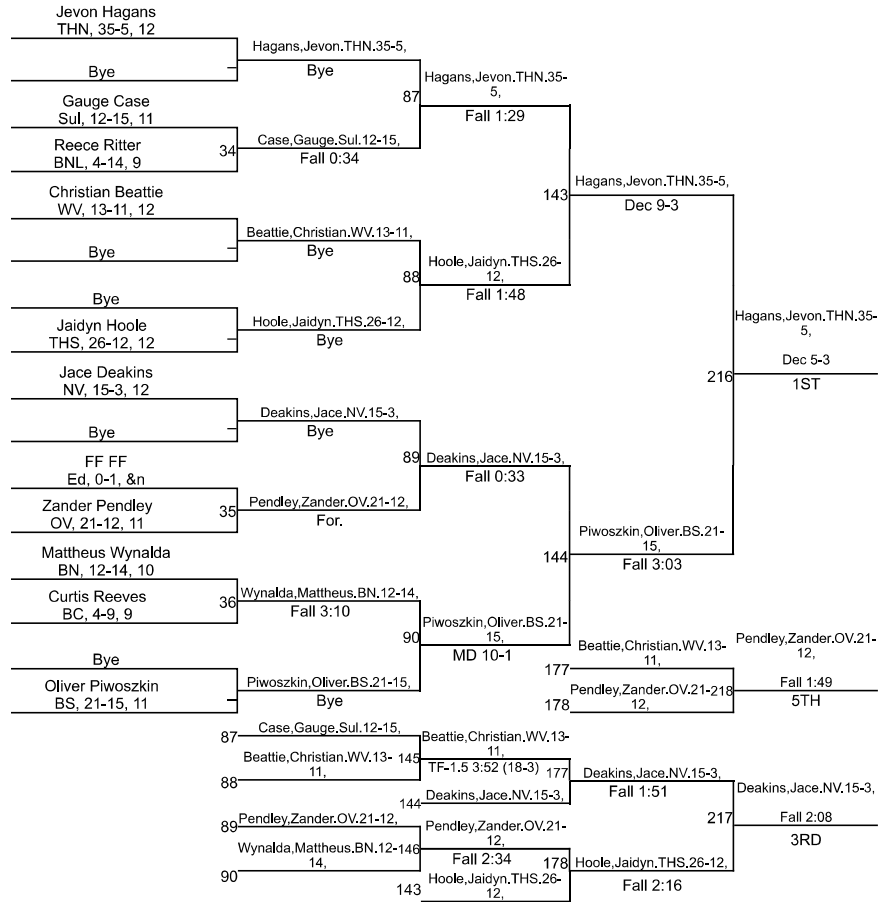 Jevon Hagans
THN, 35-5, 12
Hagans,Jevon.THN.35-5,
Bye
Bye
Hagans,Jevon.THN.35-
5,
87
Fall 1:29
Gauge Case
Sul, 12-15, 11
34
Case,Gauge.Sul.12-15,
Fall 0:34
Reece Ritter
BNL, 4-14, 9
143
Hagans,Jevon.THN.35-5,
Dec 9-3
Christian Beattie
WV, 13-11, 12
Beattie,Christian.WV.13-11,
Bye
Bye
88
Hoole,Jaidyn.THS.26-
12,
Fall 1:48
Bye
Hoole,Jaidyn.THS.26-12,
Bye
Jaidyn Hoole
THS, 26-12, 12
Hagans,Jevon.THN.35-
5,
216
Dec 5-3
1ST
Jace Deakins
NV, 15-3, 12
Deakins,Jace.NV.15-3,
Bye
Bye
89
Deakins,Jace.NV.15-3,
Fall 0:33
FF FF
Ed, 0-1, &n
35
Pendley,Zander.OV.21-12,
For.
Zander Pendley
OV, 21-12, 11
144
Piwoszkin,Oliver.BS.21-
15,
Fall 3:03
Mattheus Wynalda
BN, 12-14, 10
36
Wynalda,Mattheus.BN.12-14,
Fall 3:10
Curtis Reeves
BC, 4-9, 9
90
Piwoszkin,Oliver.BS.21-
15,
MD 10-1
Bye
Piwoszkin,Oliver.BS.21-15,
Bye
Oliver Piwoszkin
BS, 21-15, 11
177
Beattie,Christian.WV.13-
11,
178
Pendley,Zander.OV.21-
12,
218
Pendley,Zander.OV.21-
12,
Fall 1:49
5TH
87
Case,Gauge.Sul.12-15,
88
Beattie,Christian.WV.13-
11,
145
Beattie,Christian.WV.13-
11,
TF-1.5 3:52 (18-3)
144
Deakins,Jace.NV.15-3,
177
Deakins,Jace.NV.15-3,
Fall 1:51
89
Pendley,Zander.OV.21-12,
90
Wynalda,Mattheus.BN.12-
14,
146
Pendley,Zander.OV.21-
12,
Fall 2:34
143
Hoole,Jaidyn.THS.26-
12,
178
Hoole,Jaidyn.THS.26-12,
Fall 2:16
217
Deakins,Jace.NV.15-3,
Fall 2:08
3RD